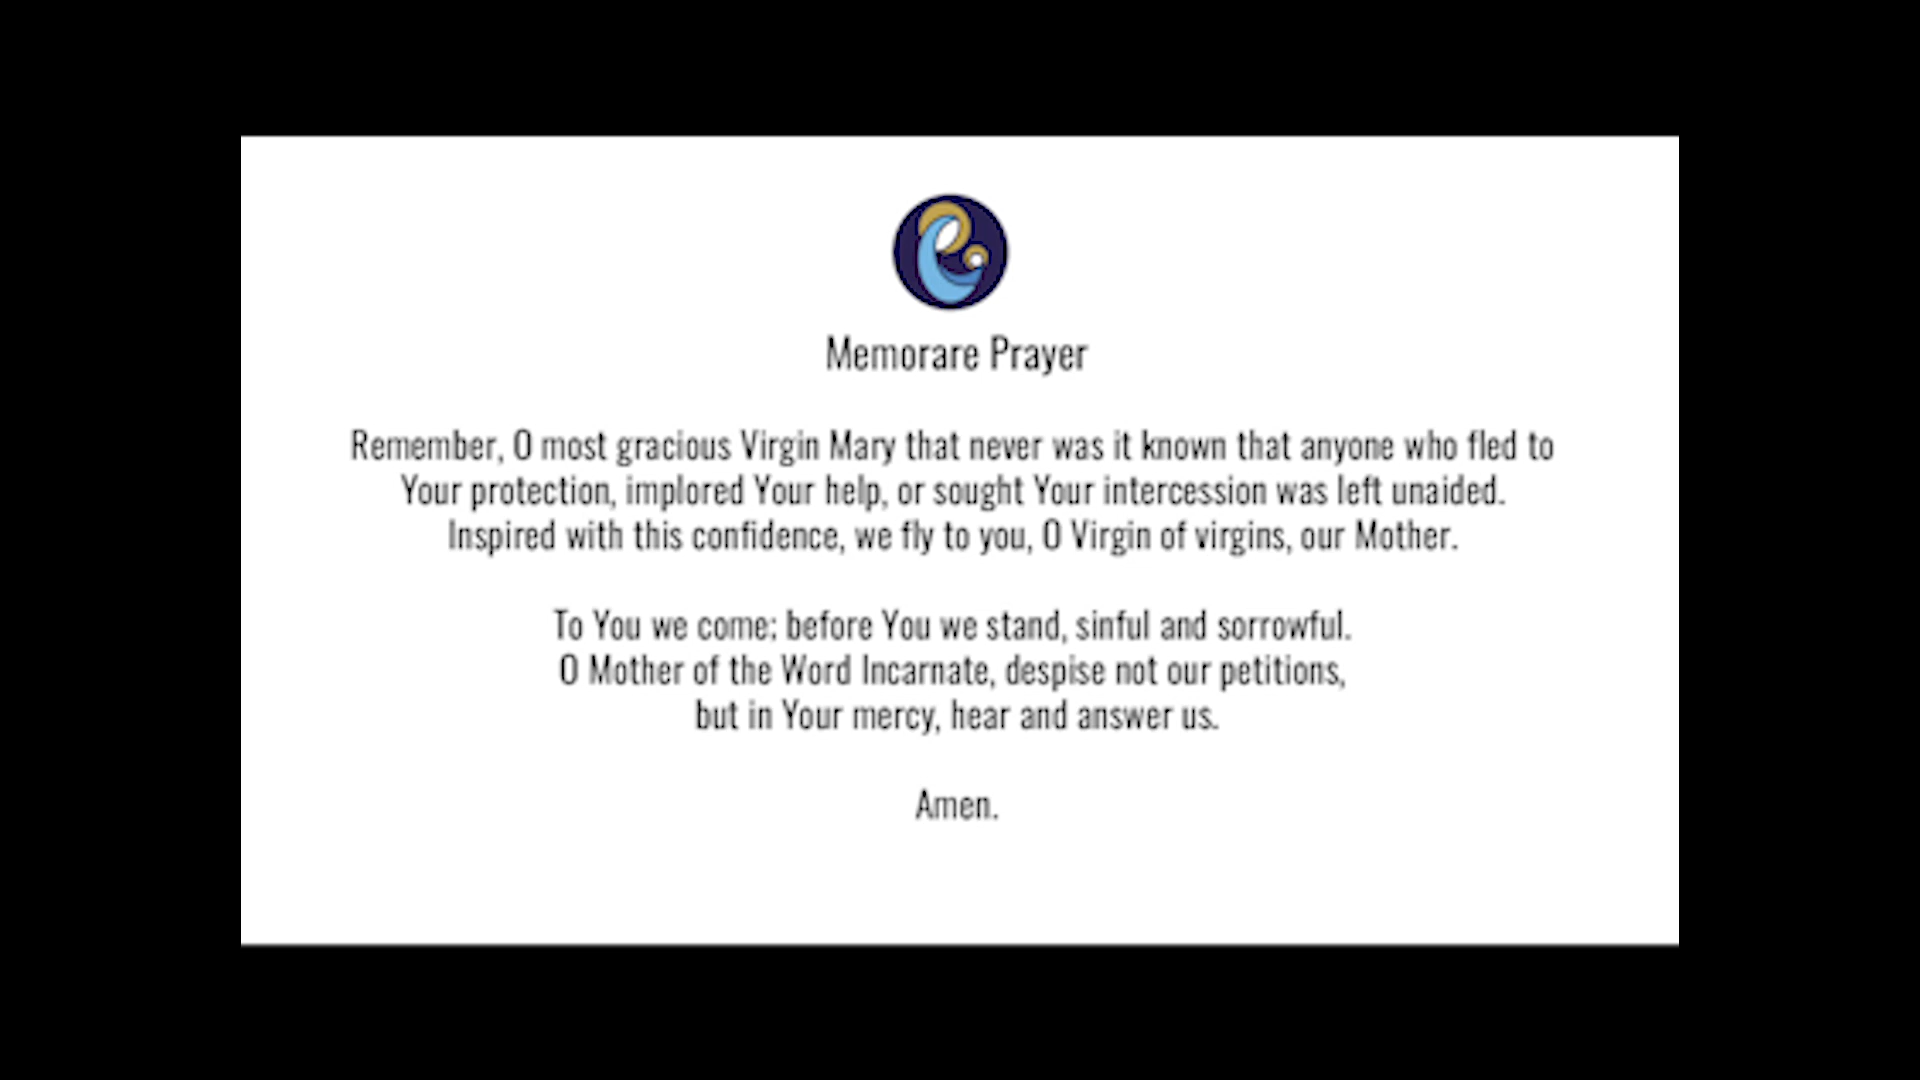 Memorare Prayer
Remember, O most gracious Virgin Mary that never was it known that anyone who fled to
Your protection, implored Your help, or sought Your intercession was left unaided.
Inspired with this confidence, we fly to you, O Virgin of virgins, our Mother.
To You we come; before You we stand, sinful and sorrowful.
O Mother of the Word Incarnate, despise not our petitions,
but in Your mercy, hear and answer us.
Amen.